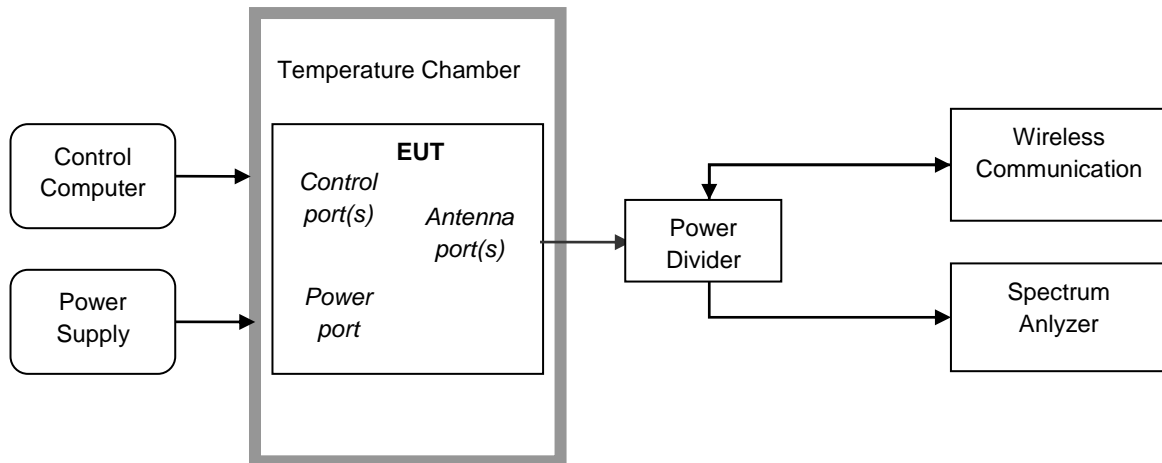 Temperature Chamber
Control
Computer
Power
Supply
EUT
Control
port(s)
Antenna
port(s)
Power
port
Power
Divider
Wireless
Communication
Spectrum
Anlyzer